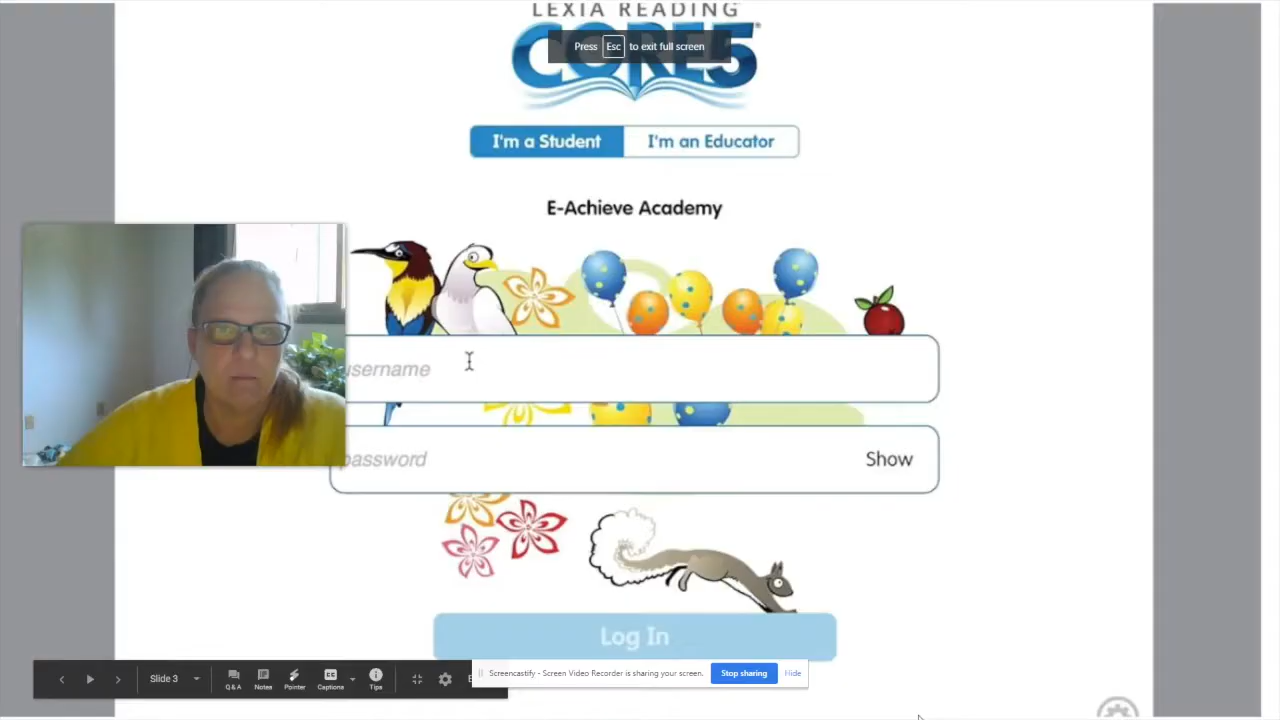 LEXIA READING
CORE5
Press Esc to exit full screen
I'm a Student
I'm an Educator
E-Achieve Academy
username
password
Show
Log In
Slide 3
Q&A
Notes
Pointer
Captions
Tips
Screencastify - Screen Video Recorder is sharing your screen.
Stop sharing
Hide